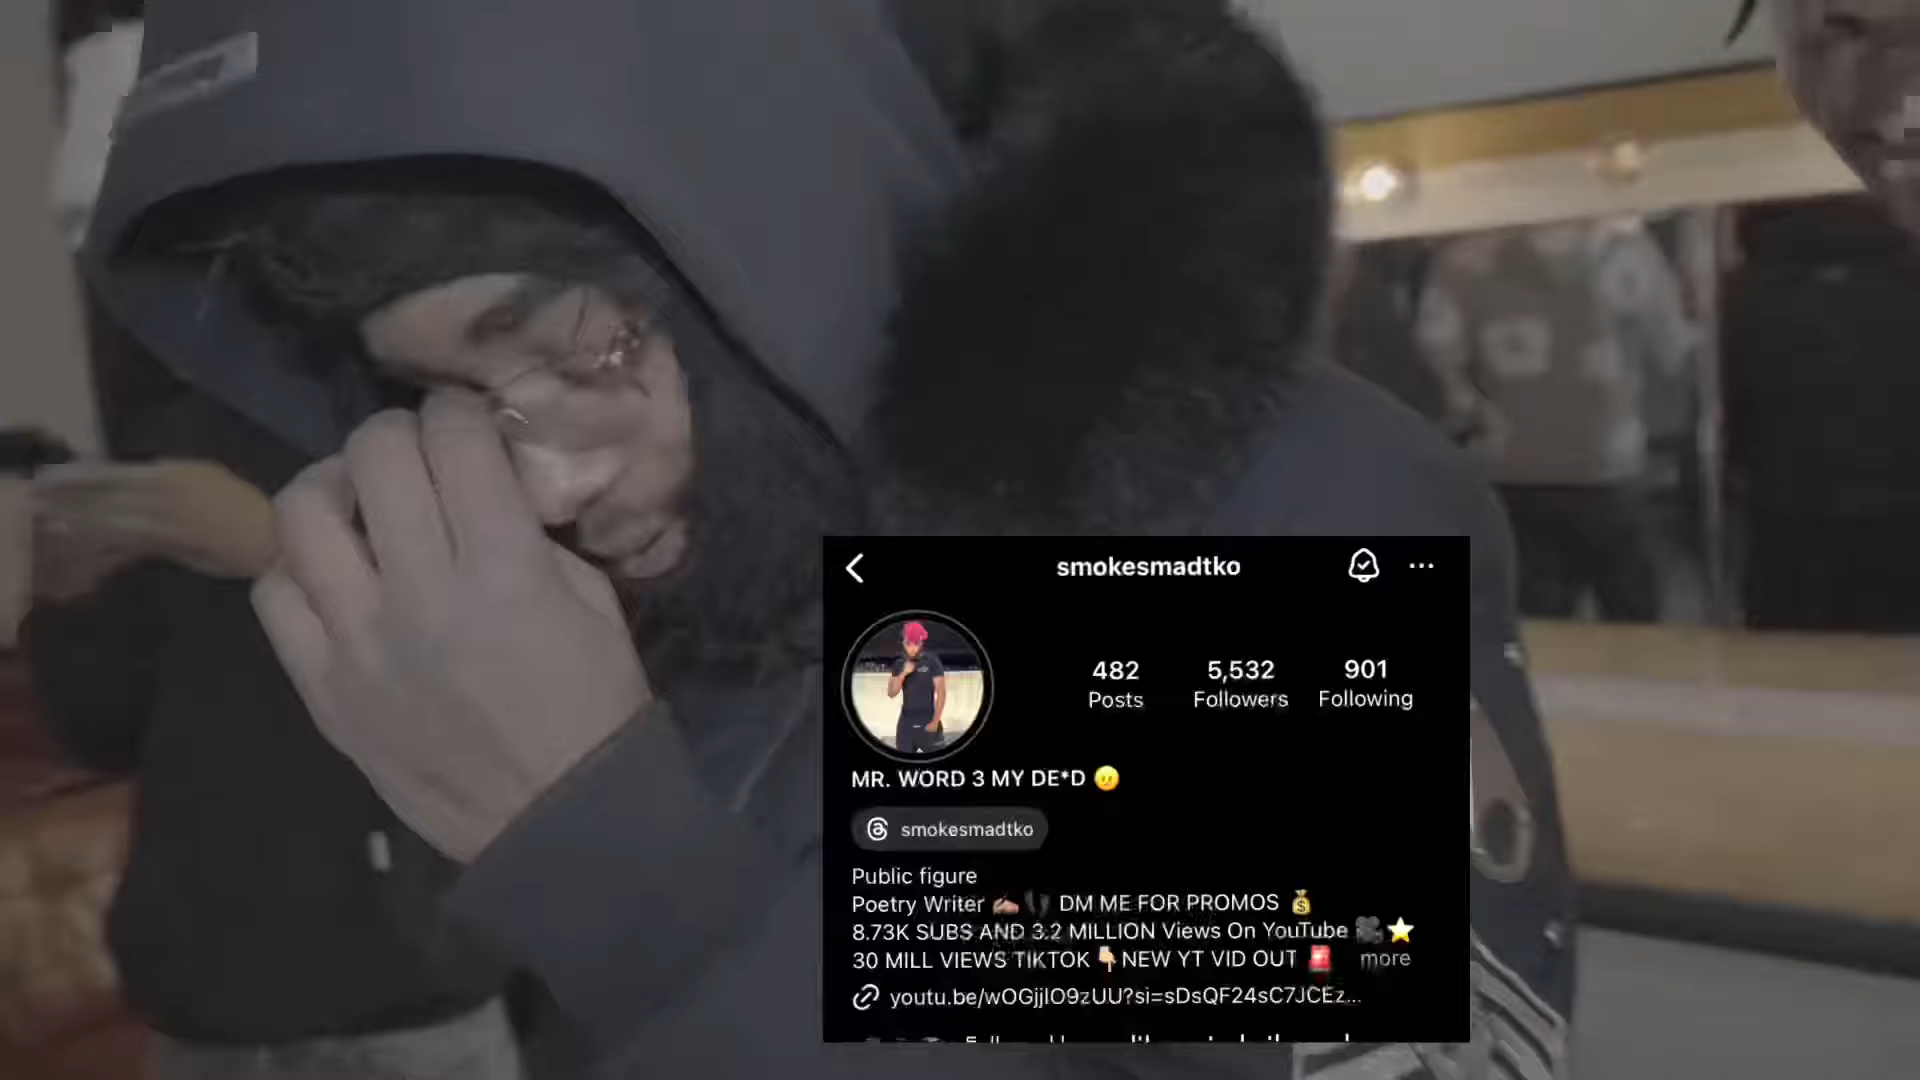 smokesmadtko
482
5,532
901
Posts
Followers
Following
MR. WORD 3 MY DE*D 🫡
smokesmadtko
Public figure
Poetry Writer ✍🏽👣 DM ME FOR PROMOS 💰
8.73K SUBS AND 3.2 MILLION Views On YouTube 🎥⭐
30 MILL VIEWS TIKTOK 👇🏼NEW YT VID OUT 🚨 more
youtu.be/wOGjjlO9zUU?si=sDsQF24sC7JCEz...